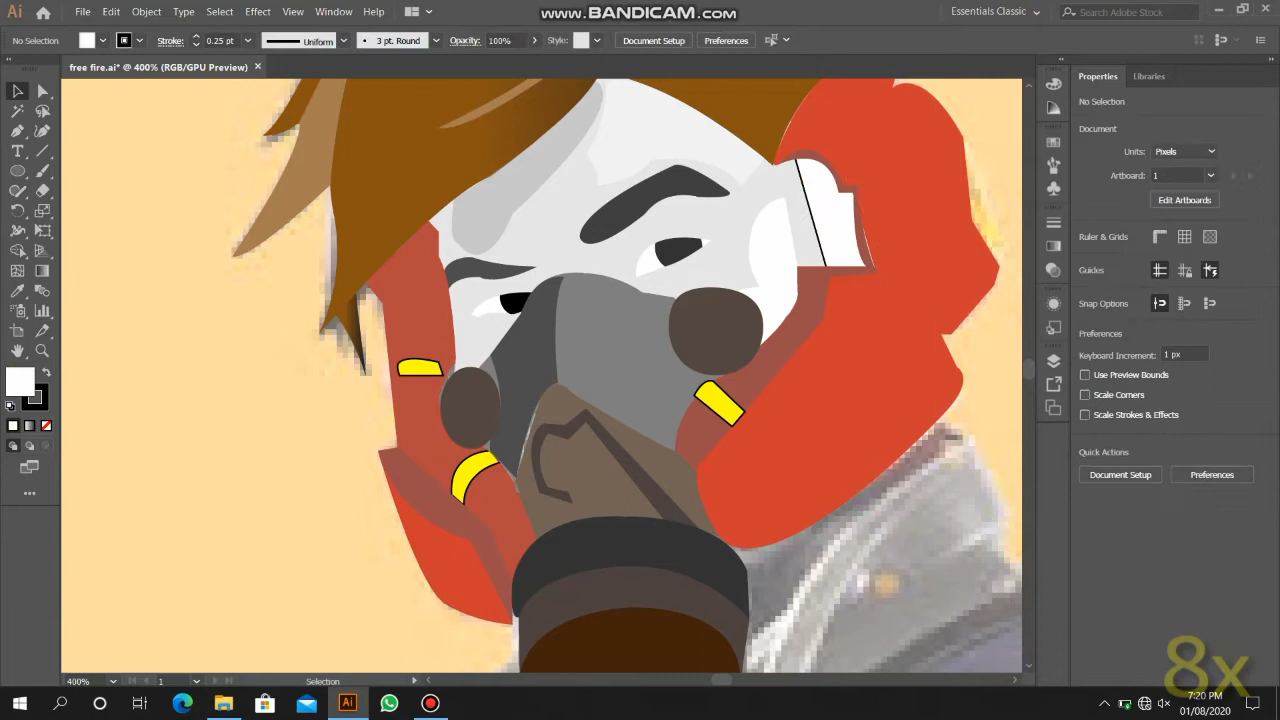 www.BANDICAM.com
Ai File Edit Object Type Select Effect View Window Help Essentials Classic Search Adobe Stock
No Selection Stroke: 0.25 pt Uniform 3 pt. Round Opacity: 100% Style: Document Setup Preferences
free fire.ai* @ 400% (RGB/GPU Preview)
Properties Libraries
No Selection
Document
Units: Pixels
Artboard: 1
Edit Artboards
Ruler & Grids
Guides
Snap Options
Preferences
Keyboard Increment: 1 px
Use Preview Bounds
Scale Corners
Scale Strokes & Effects
Quick Actions
Document Setup Preferences
8x
400% 1 Selection
Ai
7:20 PM
01/08/2020